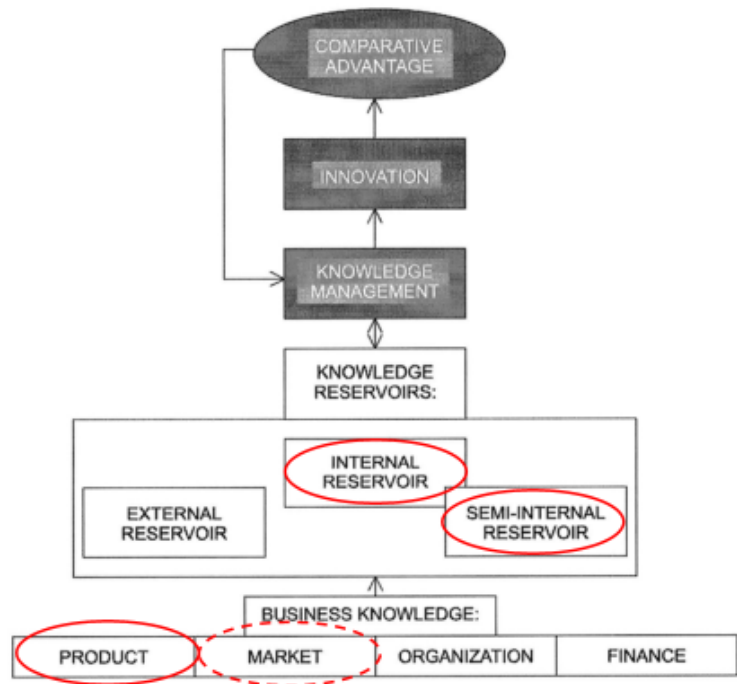 COMPARATIVE
ADVANTAGE
INNOVATION
KNOWLEDGE
MANAGEMENT
KNOWLEDGE
RESERVOIRS:
INTERNAL
RESERVOIR
EXTERNAL
RESERVOIR
SEMI-INTERNAL
RESERVOIR
BUSINESS KNOWLEDGE:
PRODUCT
MARKET
ORGANIZATION
FINANCE